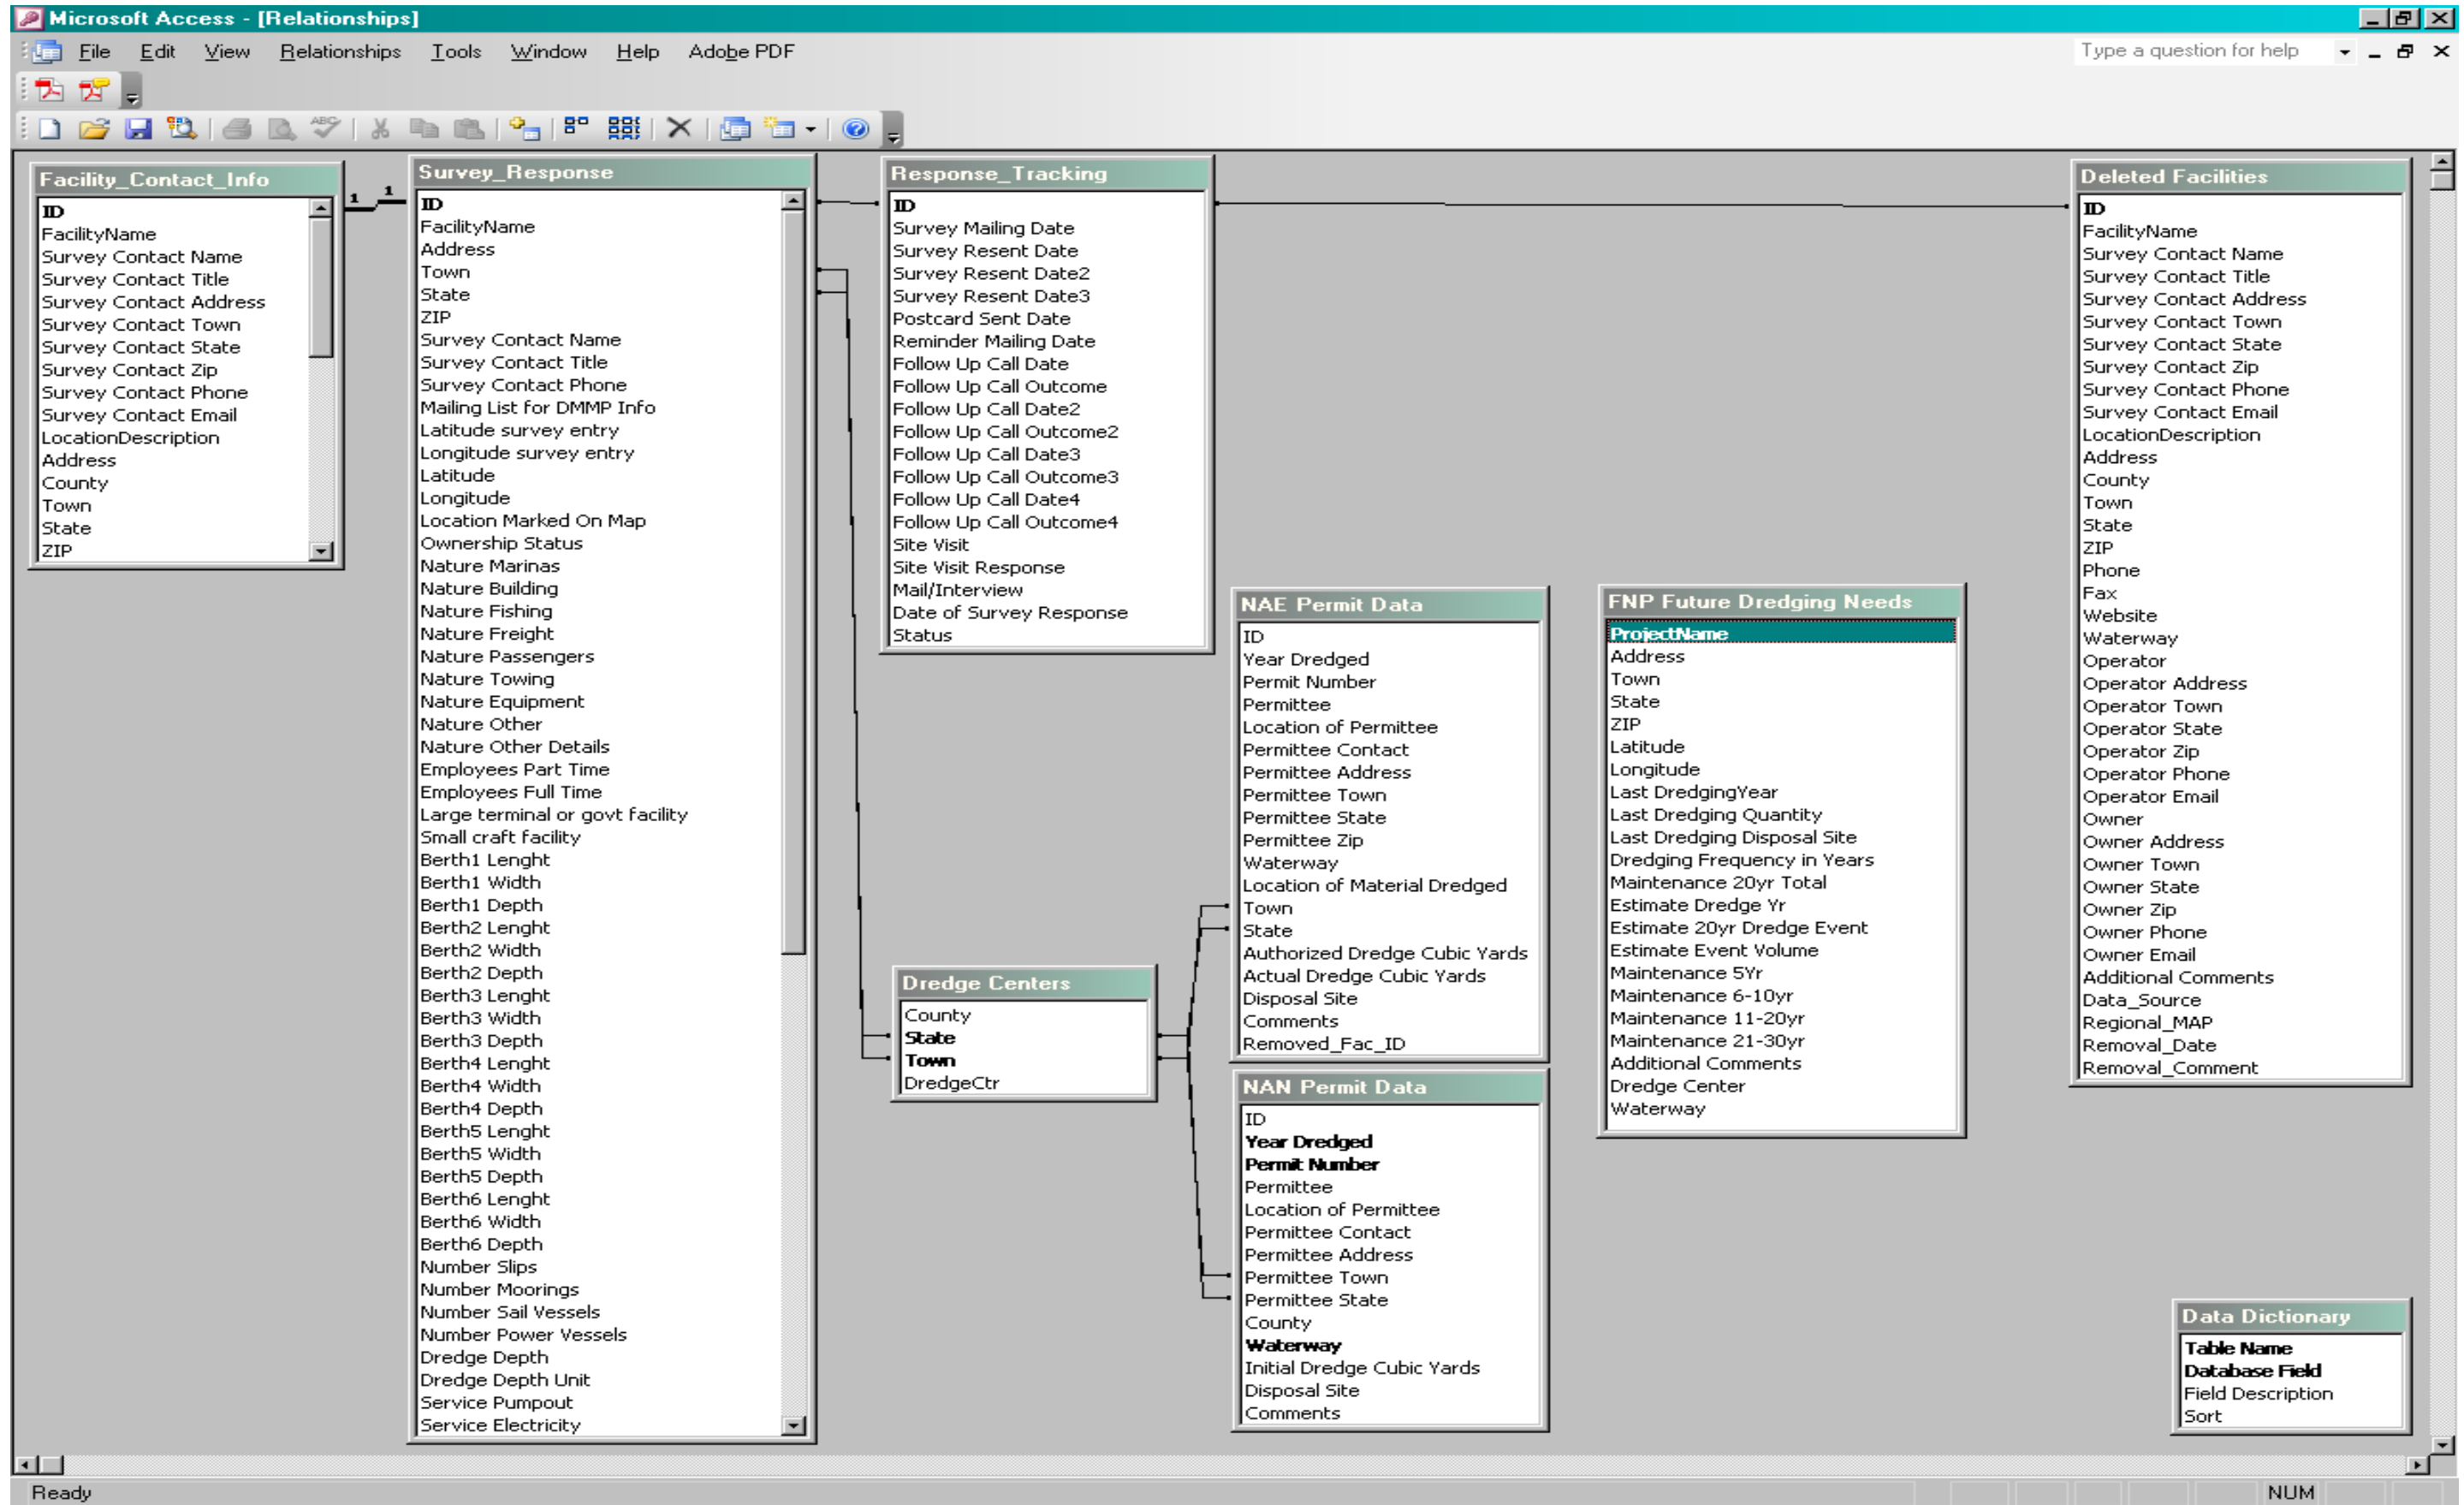 Microsoft Access - [Relationships]
File Edit View Relationships Tools Window Help Adobe PDF
Type a question for help
ABC
Facility_Contact_Info
ID
FacilityName
Survey Contact Name
Survey Contact Title
Survey Contact Address
Survey Contact Town
Survey Contact State
Survey Contact Zip
Survey Contact Phone
Survey Contact Email
LocationDescription
Address
County
Town
State
ZIP
1 1
Survey_Response
ID
FacilityName
Address
Town
State
ZIP
Survey Contact Name
Survey Contact Title
Survey Contact Phone
Mailing List for DMMP Info
Latitude survey entry
Longitude survey entry
Latitude
Longitude
Location Marked On Map
Ownership Status
Nature Marinas
Nature Building
Nature Fishing
Nature Freight
Nature Passengers
Nature Towing
Nature Equipment
Nature Other
Nature Other Details
Employees Part Time
Employees Full Time
Large terminal or govt facility
Small craft facility
Berth1 Lenght
Berth1 Width
Berth1 Depth
Berth2 Lenght
Berth2 Width
Berth2 Depth
Berth3 Lenght
Berth3 Width
Berth3 Depth
Berth4 Lenght
Berth4 Width
Berth4 Depth
Berth5 Lenght
Berth5 Width
Berth5 Depth
Berth6 Lenght
Berth6 Width
Berth6 Depth
Number Slips
Number Moorings
Number Sail Vessels
Number Power Vessels
Dredge Depth
Dredge Depth Unit
Service Pumpout
Service Electricity
Response_Tracking
ID
Survey Mailing Date
Survey Resent Date
Survey Resent Date2
Survey Resent Date3
Postcard Sent Date
Reminder Mailing Date
Follow Up Call Date
Follow Up Call Outcome
Follow Up Call Date2
Follow Up Call Outcome2
Follow Up Call Date3
Follow Up Call Outcome3
Follow Up Call Date4
Follow Up Call Outcome4
Site Visit
Site Visit Response
Mail/Interview
Date of Survey Response
Status
Dredge Centers
County
State
Town
DredgeCtr
NAE Permit Data
ID
Year Dredged
Permit Number
Permittee
Location of Permittee
Permittee Contact
Permittee Address
Permittee Town
Permittee State
Permittee Zip
Waterway
Location of Material Dredged
Town
State
Authorized Dredge Cubic Yards
Actual Dredge Cubic Yards
Disposal Site
Comments
Removed_Fac_ID
NAN Permit Data
ID
Year Dredged
Permit Number
Permittee
Location of Permittee
Permittee Contact
Permittee Address
Permittee Town
Permittee State
County
Waterway
Initial Dredge Cubic Yards
Disposal Site
Comments
FNP Future Dredging Needs
ProjectName
Address
Town
State
ZIP
Latitude
Longitude
Last DredgingYear
Last Dredging Quantity
Last Dredging Disposal Site
Dredging Frequency in Years
Maintenance 20yr Total
Estimate Dredge Yr
Estimate 20yr Dredge Event
Estimate Event Volume
Maintenance 5Yr
Maintenance 6-10yr
Maintenance 11-20yr
Maintenance 21-30yr
Additional Comments
Dredge Center
Waterway
Deleted Facilities
ID
FacilityName
Survey Contact Name
Survey Contact Title
Survey Contact Address
Survey Contact Town
Survey Contact State
Survey Contact Zip
Survey Contact Phone
Survey Contact Email
LocationDescription
Address
County
Town
State
ZIP
Phone
Fax
Website
Waterway
Operator
Operator Address
Operator Town
Operator State
Operator Zip
Operator Phone
Operator Email
Owner
Owner Address
Owner Town
Owner State
Owner Zip
Owner Phone
Owner Email
Additional Comments
Data_Source
Regional_MAP
Removal_Date
Removal_Comment
Data Dictionary
Table Name
Database Field
Field Description
Sort
Ready
NUM